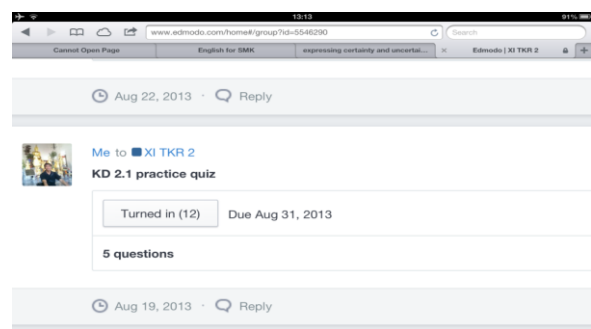 13:13
91%
www.edmodo.com/home#/group?id=5546290
Search
Cannot Open Page
English for SMK
expressing certainty and uncertai...
Edmodo | XI TKR 2
Aug 22, 2013 · Reply
Me to XI TKR 2
KD 2.1 practice quiz
Turned in (12) Due Aug 31, 2013
5 questions
Aug 19, 2013 · Reply